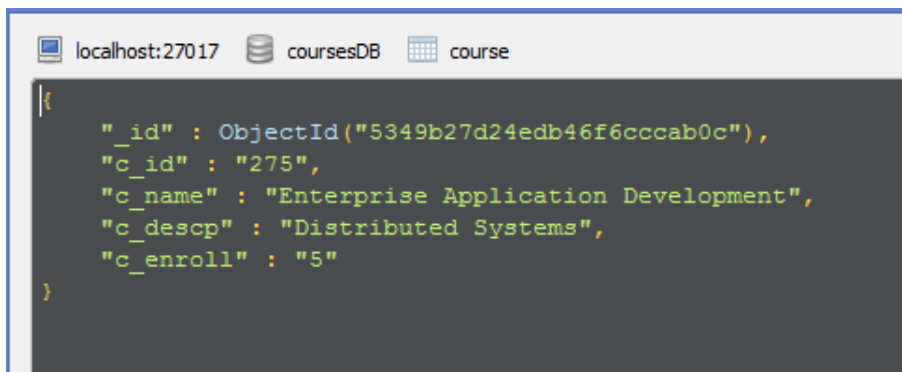 localhost:27017 coursesDB course
{
"_id" : ObjectId("5349b27d24edb46f6cccab0c"),
"c_id" : "275",
"c_name" : "Enterprise Application Development",
"c_descp" : "Distributed Systems",
"c_enroll" : "5"
}